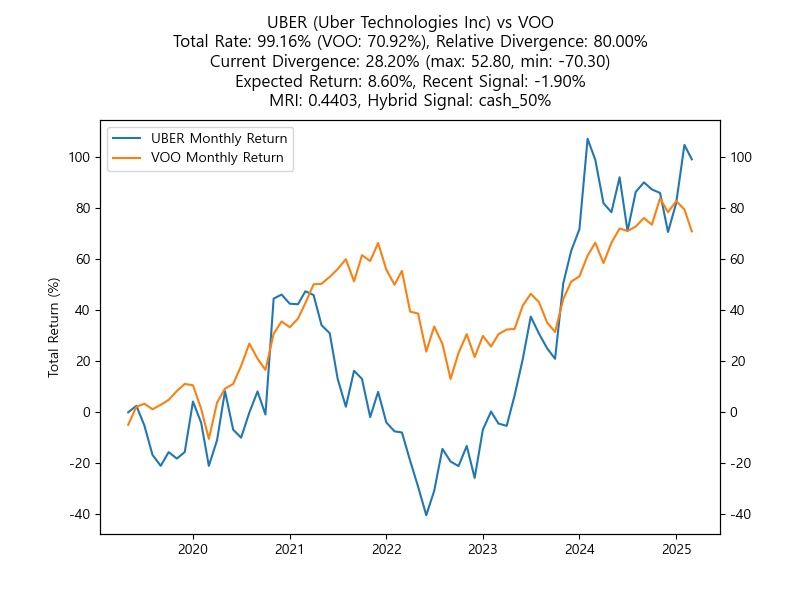 UBER (Uber Technologies Inc) vs VOO
Total Rate: 99.16% (VOO: 70.92%), Relative Divergence: 80.00%
Current Divergence: 28.20% (max: 52.80, min: -70.30)
Expected Return: 8.60%, Recent Signal: -1.90%
MRI: 0.4403, Hybrid Signal: cash_50%
UBER Monthly Return
VOO Monthly Return
Total Return (%)
100
80
60
40
20
0
-20
-40
100
80
60
40
20
0
-20
-40
2020 2021 2022 2023 2024 2025